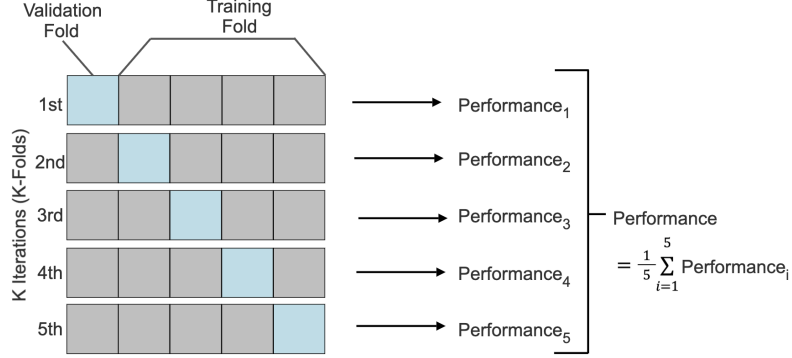 Validation
Fold
Training
Fold
K Iterations (K-Folds)
1st
Performance₁
2nd
Performance₂
3rd
Performance₃
4th
Performance₄
5th
Performance₅
Performance
= 1/5 5∑i=1 Performanceᵢ